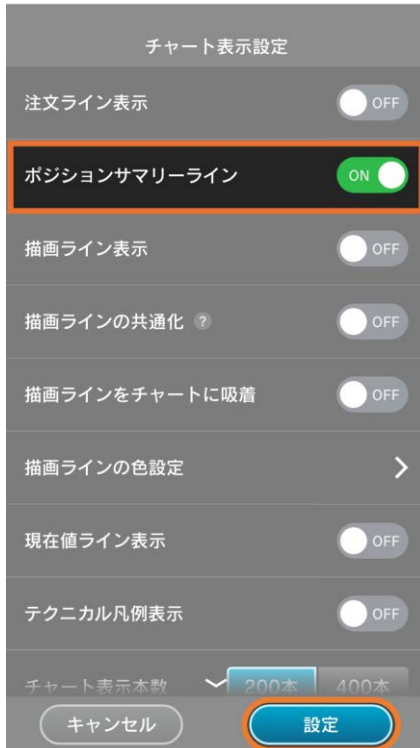 チャート表示設定
注文ライン表示 OFF
ポジションサマリーライン ON
描画ライン表示 OFF
描画ラインの共通化 ? OFF
描画ラインをチャートに吸着 OFF
描画ラインの色設定
現在値ライン表示 OFF
テクニカル凡例表示 OFF
チャート表示本数 200本 400本
キャンセル 設定